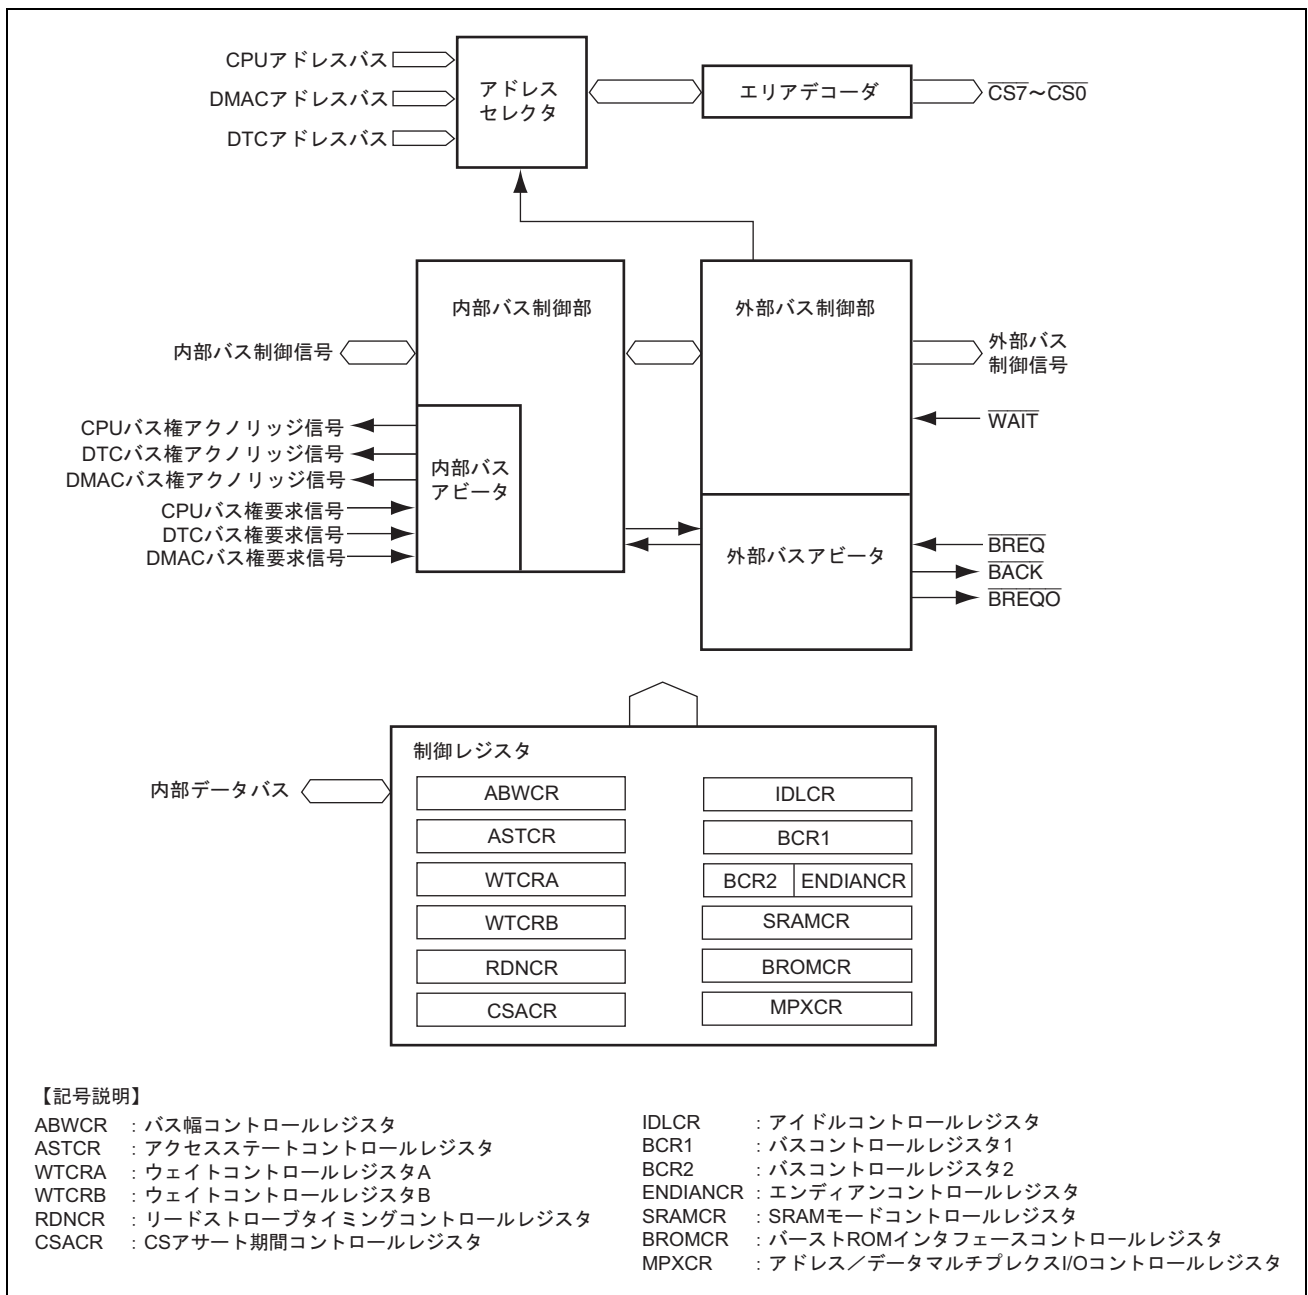 CPUアドレスバス
DMACアドレスバス
DTCアドレスバス
アドレス
セレクタ
エリアデコーダ
CS7～CS0
内部バス制御部
外部バス制御部
内部バス制御信号
外部バス
制御信号
WAIT
CPUバス権アクノリッジ信号
DTCバス権アクノリッジ信号
DMACバス権アクノリッジ信号
CPUバス権要求信号
DTCバス権要求信号
DMACバス権要求信号
内部バス
アビータ
外部バスアビータ
BREQ
BACK
BREQO
制御レジスタ
内部データバス
ABWCR
ASTCR
WTCRA
WTCRB
RDNCR
CSACR
IDLCR
BCR1
BCR2 ENDIANCR
SRAMCR
BROMCR
MPXCR
【記号説明】
ABWCR : バス幅コントロールレジスタ
ASTCR : アクセスステートコントロールレジスタ
WTCRA : ウェイトコントロールレジスタA
WTCRB : ウェイトコントロールレジスタB
RDNCR : リードストローブタイミングコントロールレジスタ
CSACR : CSアサート期間コントロールレジスタ
IDLCR : アイドルコントロールレジスタ
BCR1 : バスコントロールレジスタ1
BCR2 : バスコントロールレジスタ2
ENDIANCR : エンディアンコントロールレジスタ
SRAMCR : SRAMモードコントロールレジスタ
BROMCR : バーストROMインタフェースコントロールレジスタ
MPXCR : アドレス／データマルチプレクスI/Oコントロールレジスタ